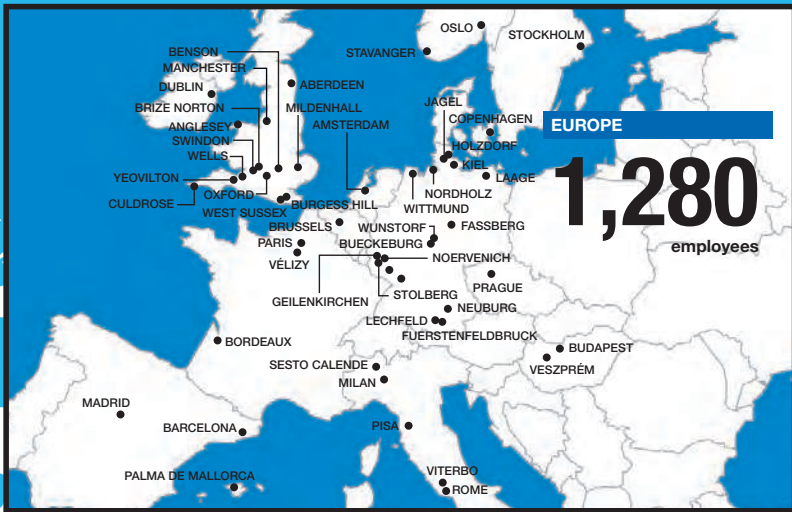 OSLO
STOCKHOLM
STAVANGER
BENSON
MANCHESTER
DUBLIN
ABERDEEN
BRIZE NORTON
MILDENHALL
ANGLESEY
AMSTERDAM
SWINDON
WELLS
YEOVILTON
OXFORD
CULDROSE
WEST SUSSEX
BURGESS HILL
JAGEL
COPENHAGEN
HOLZDORF
KIEL
LAAGE
NORDHOLZ
WITTMUND
EUROPE
1,280
employees
BRUSSELS
WUNSTORF
FASSBERG
PARIS
BUECKEBURG
VÉLIZY
NOERVENICH
GEILENKIRCHEN
STOLBERG
PRAGUE
NEUBURG
LECHFELD
FUERSTENFELDBRUCK
BORDEAUX
BUDAPEST
VESZPRÉM
SESTO CALENDE
MILAN
MADRID
BARCELONA
PISA
PALMA DE MALLORCA
VITERBO
ROME